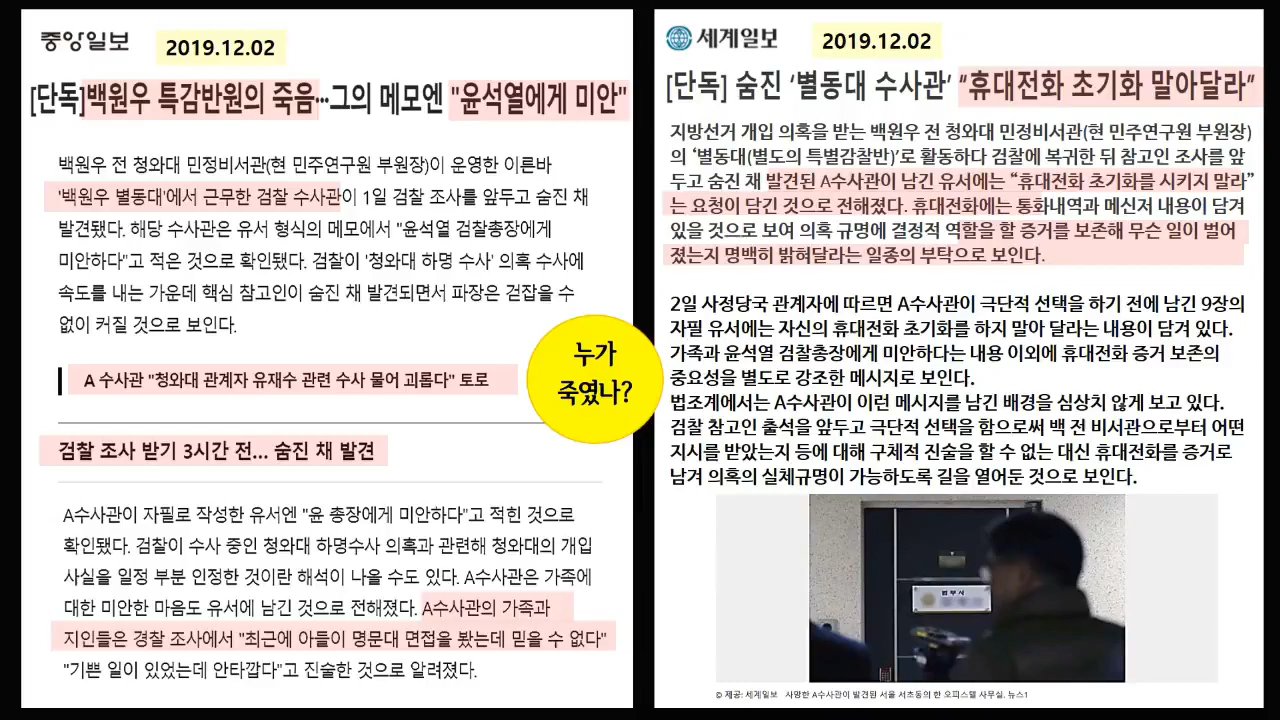 중앙일보
2019.12.02
[단독]백원우 특감반원의 죽음…그의 메모엔 "윤석열에게 미안"
백원우 전 청와대 민정비서관(현 민주연구원 부원장)이 운영한 이른바
'백원우 별동대'에서 근무한 검찰 수사관이 1일 검찰 조사를 앞두고 숨진 채
발견됐다. 해당 수사관은 유서 형식의 메모에서 "윤석열 검찰총장에게
미안하다"고 적은 것으로 확인됐다. 검찰이 '청와대 하명 수사' 의혹 수사에
속도를 내는 가운데 핵심 참고인이 숨진 채 발견되면서 파장은 걷잡을 수
없이 커질 것으로 보인다.
A 수사관 "청와대 관계자 유재수 관련 수사 물어 괴롭다" 토로
검찰 조사 받기 3시간 전... 숨진 채 발견
A수사관이 자필로 작성한 유서엔 "윤 총장에게 미안하다"고 적힌 것으로
확인됐다. 검찰이 수사 중인 청와대 하명수사 의혹과 관련해 청와대의 개입
사실을 일정 부분 인정한 것이란 해석이 나올 수도 있다. A수사관은 가족에
대한 미안한 마음도 유서에 남긴 것으로 전해졌다. A수사관의 가족과
지인들은 경찰 조사에서 "최근에 아들이 명문대 면접을 봤는데 믿을 수 없다"
"기쁜 일이 있었는데 안타깝다"고 진술한 것으로 알려졌다.
누가
죽였나?
세계일보
2019.12.02
[단독] 숨진 ‘별동대 수사관’ “휴대전화 초기화 말아달라”
지방선거 개입 의혹을 받는 백원우 전 청와대 민정비서관(현 민주연구원 부원장)
의 ‘별동대(별도의 특별감찰반)’로 활동하다 검찰에 복귀한 뒤 참고인 조사를 앞
두고 숨진 채 발견된 A수사관이 남긴 유서에는 “휴대전화 초기화를 시키지 말라”
는 요청이 담긴 것으로 전해졌다. 휴대전화에는 통화내역과 메신저 내용이 담겨
있을 것으로 보여 의혹 규명에 결정적 역할을 할 증거를 보존해 무슨 일이 벌어
졌는지 명백히 밝혀달라는 일종의 부탁으로 보인다.
2일 사정당국 관계자에 따르면 A수사관이 극단적 선택을 하기 전에 남긴 9장의
자필 유서에는 자신의 휴대전화 초기화를 하지 말아 달라는 내용이 담겨 있다.
가족과 윤석열 검찰총장에게 미안하다는 내용 이외에 휴대전화 증거 보존의
중요성을 별도로 강조한 메시지로 보인다.
법조계에서는 A수사관이 이런 메시지를 남긴 배경을 심상치 않게 보고 있다.
검찰 참고인 출석을 앞두고 극단적 선택을 함으로써 백 전 비서관으로부터 어떤
지시를 받았는지 등에 대해 구체적 진술을 할 수 없는 대신 휴대전화를 증거로
남겨 의혹의 실체규명이 가능하도록 길을 열어둔 것으로 보인다.
법무사
© 제공: 세계일보 사망한 A수사관이 발견된 서울 서초동의 한 오피스텔 사무실. 뉴스1